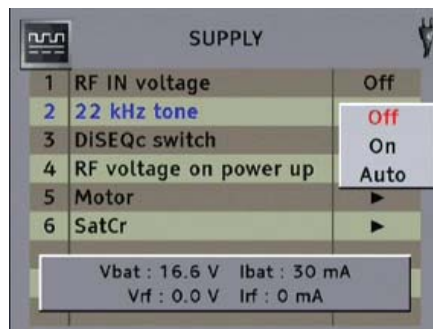 SUPPLY
1 RF IN voltage Off
2 22 kHz tone Off
3 DiSEQc switch On
4 RF voltage on power up Auto
5 Motor ►
6 SatCr ►
Vbat : 16.6 V Ibat : 30 mA
Vrf : 0.0 V Irf : 0 mA